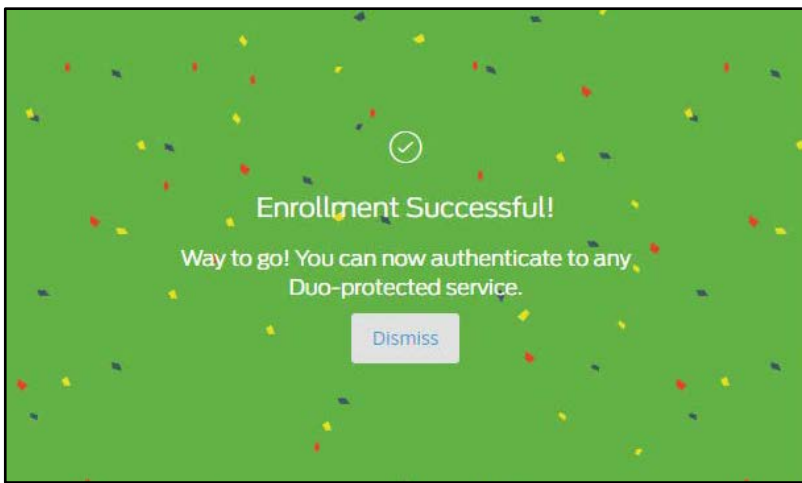 Enrollment Successful!
Way to go! You can now authenticate to any
Duo-protected service.
Dismiss